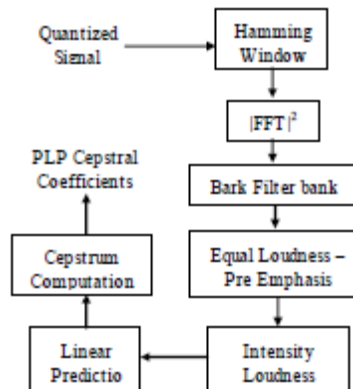 Quantized
Signal
Hamming
Window
|FFT|²
Bark Filter bank
Equal Loudness –
Pre Emphasis
Intensity
Loudness
Linear
Predictio
Cepstrum
Computation
PLP Cepstral
Coefficients